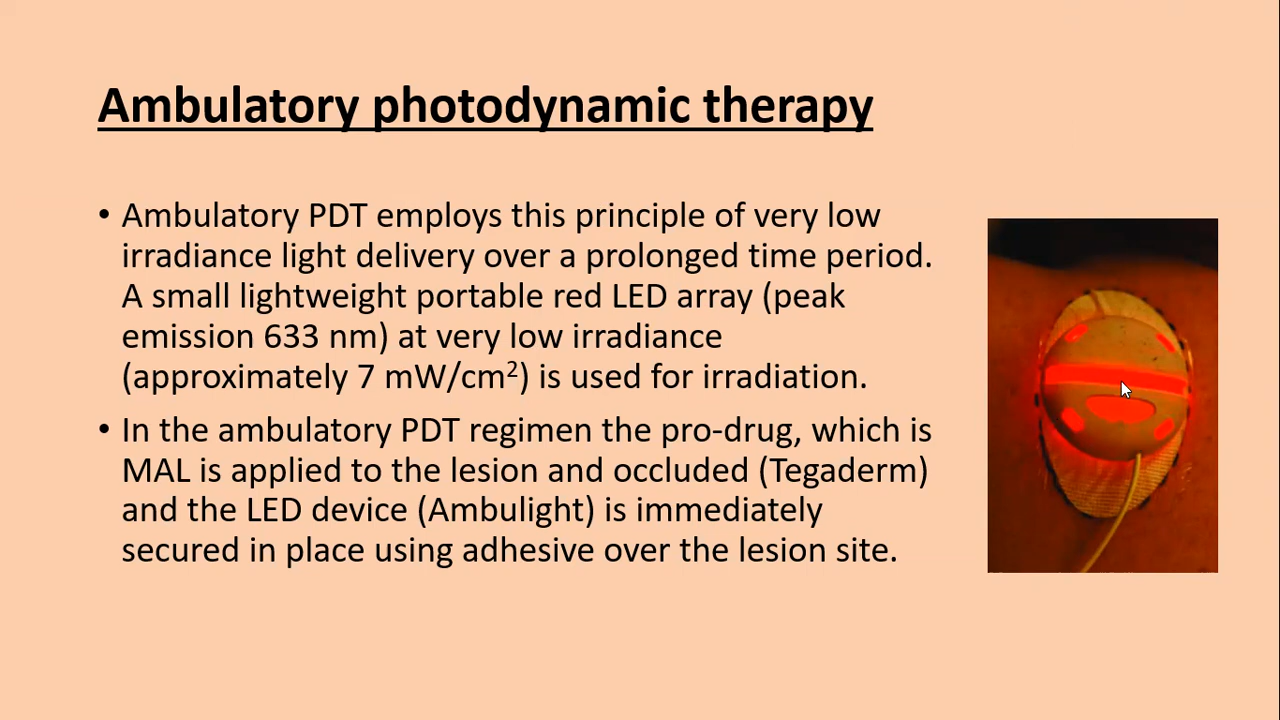 Ambulatory photodynamic therapy
• Ambulatory PDT employs this principle of very low
irradiance light delivery over a prolonged time period.
A small lightweight portable red LED array (peak
emission 633 nm) at very low irradiance
(approximately 7 mW/cm²) is used for irradiation.
• In the ambulatory PDT regimen the pro-drug, which is
MAL is applied to the lesion and occluded (Tegaderm)
and the LED device (Ambulight) is immediately
secured in place using adhesive over the lesion site.